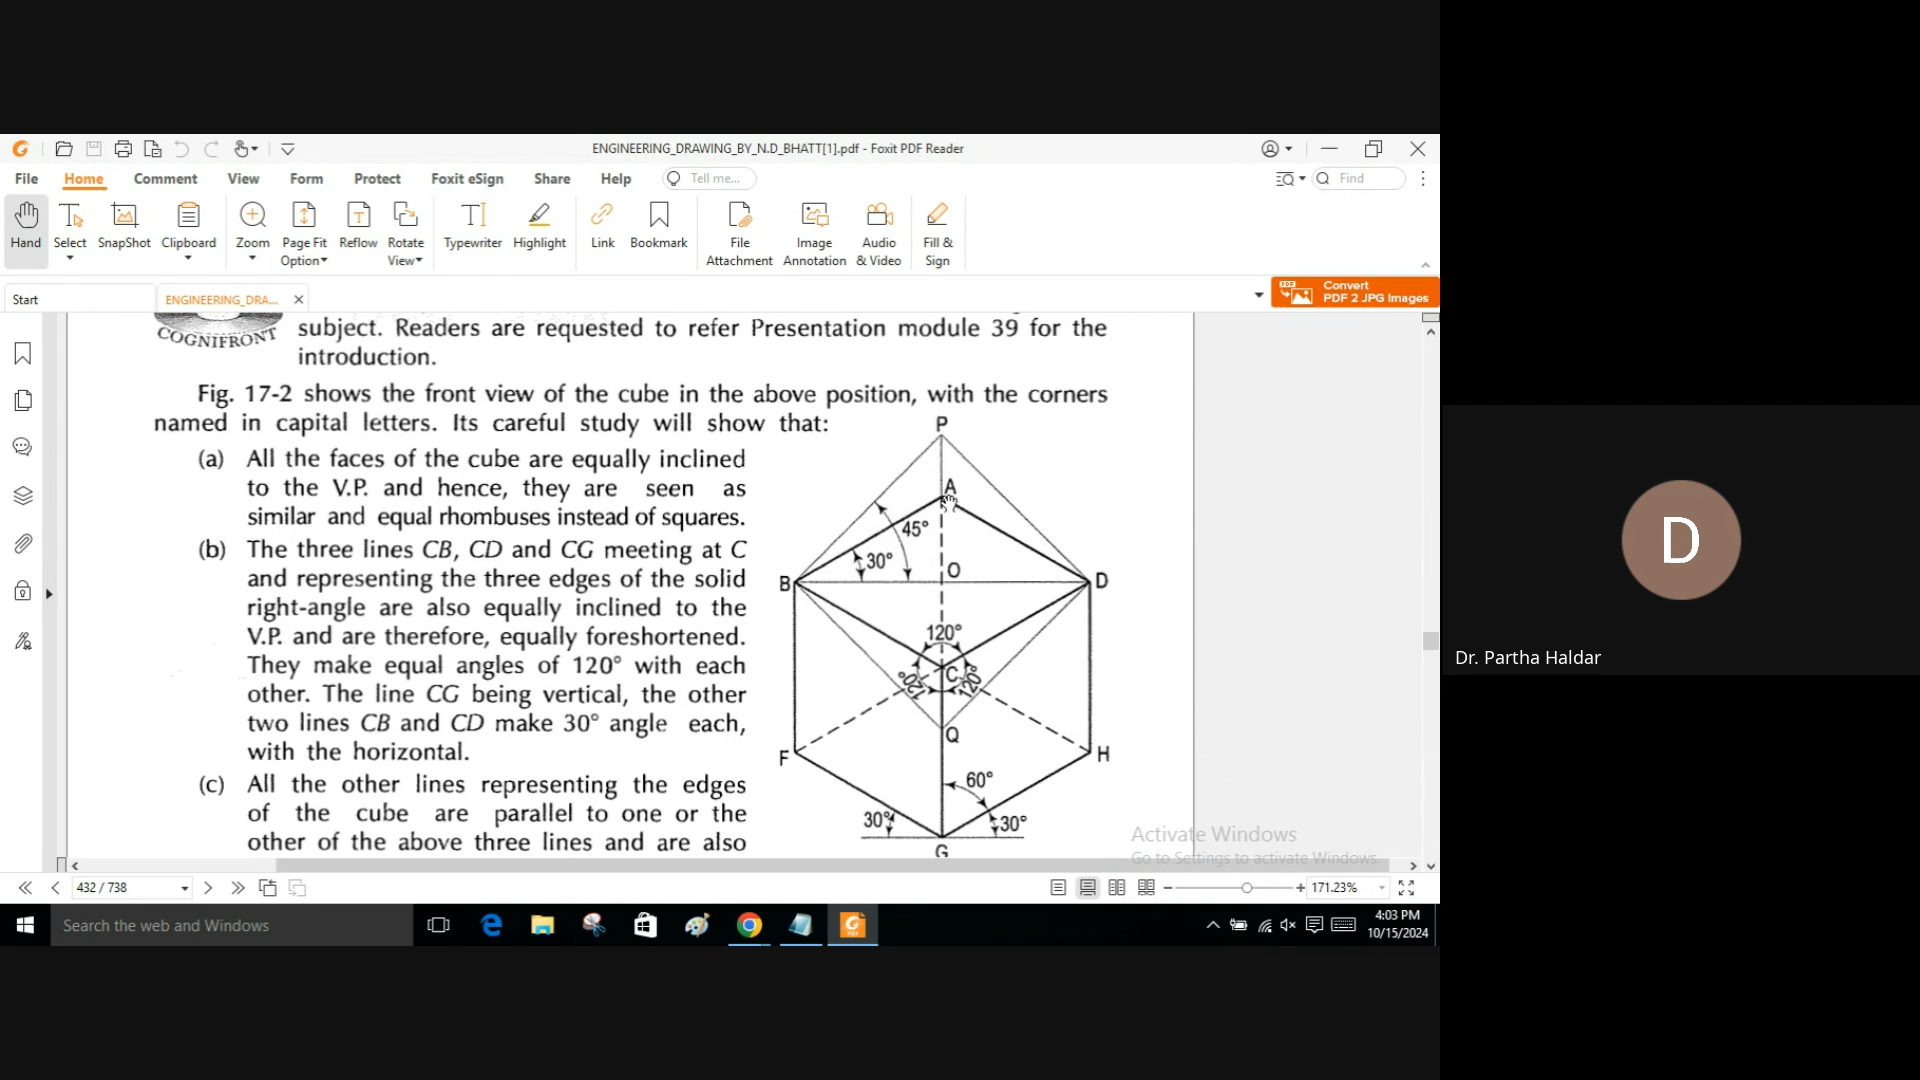 ENGINEERING_DRAWING_BY_N.D_BHATT[1].pdf - Foxit PDF Reader
File Home Comment View Form Protect Foxit eSign Share Help Tell me... Find
Hand Select SnapShot Clipboard Zoom Page Fit Option Reflow Rotate View Typewriter Highlight Link Bookmark File Attachment Image Annotation Audio & Video Fill & Sign
Start ENGINEERING_DRA... Convert PDF 2 JPG Images
COGNIFRONT
subject. Readers are requested to refer Presentation module 39 for the
introduction.
Fig. 17-2 shows the front view of the cube in the above position, with the corners
named in capital letters. Its careful study will show that:
(a) All the faces of the cube are equally inclined
to the V.P. and hence, they are seen as
similar and equal rhombuses instead of squares.
(b) The three lines CB, CD and CG meeting at C
and representing the three edges of the solid
right-angle are also equally inclined to the
V.P. and are therefore, equally foreshortened.
They make equal angles of 120° with each
other. The line CG being vertical, the other
two lines CB and CD make 30° angle each,
with the horizontal.
(c) All the other lines representing the edges
of the cube are parallel to one or the
other of the above three lines and are also
P
A
45°
30°
O
B
D
120°
C
120°
120°
Q
F
H
60°
30°
30°
G
Activate Windows
Go to Settings to activate Windows.
432 / 738
171.23%
Search the web and Windows
4:03 PM
10/15/2024
D
Dr. Partha Haldar